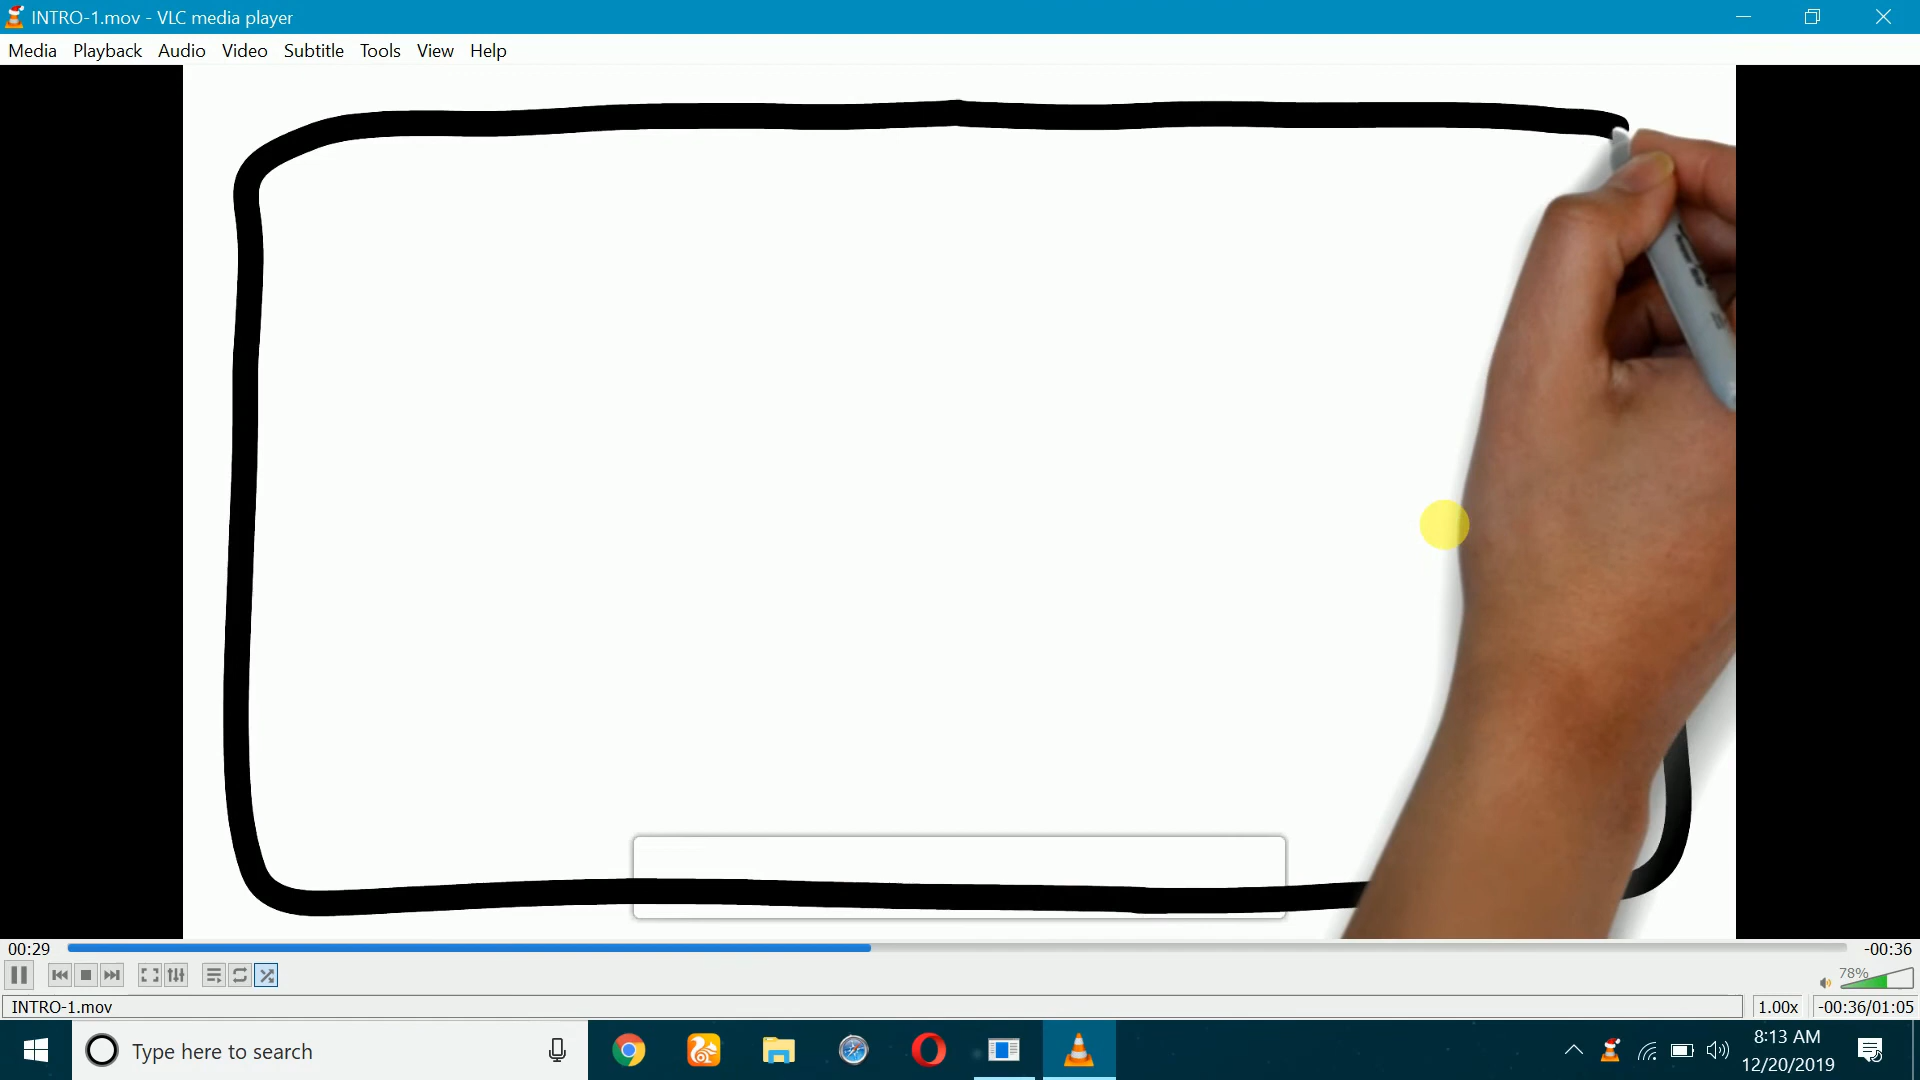 INTRO-1.mov - VLC media player
Media Playback Audio Video Subtitle Tools View Help
00:29
-00:36
78%
INTRO-1.mov
1.00x
-00:36/01:05
Type here to search
8:13 AM
12/20/2019